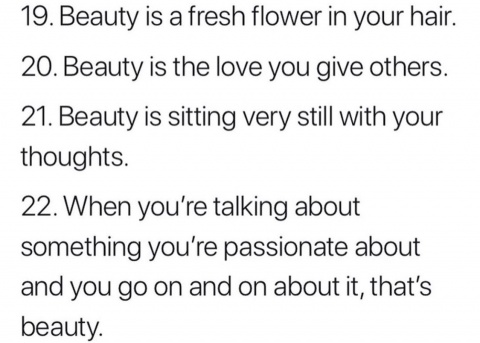 19. Beauty is a fresh flower in your hair.
20. Beauty is the love you give others.
21. Beauty is sitting very still with your
thoughts.
22. When you’re talking about
something you’re passionate about
and you go on and on about it, that’s
beauty.